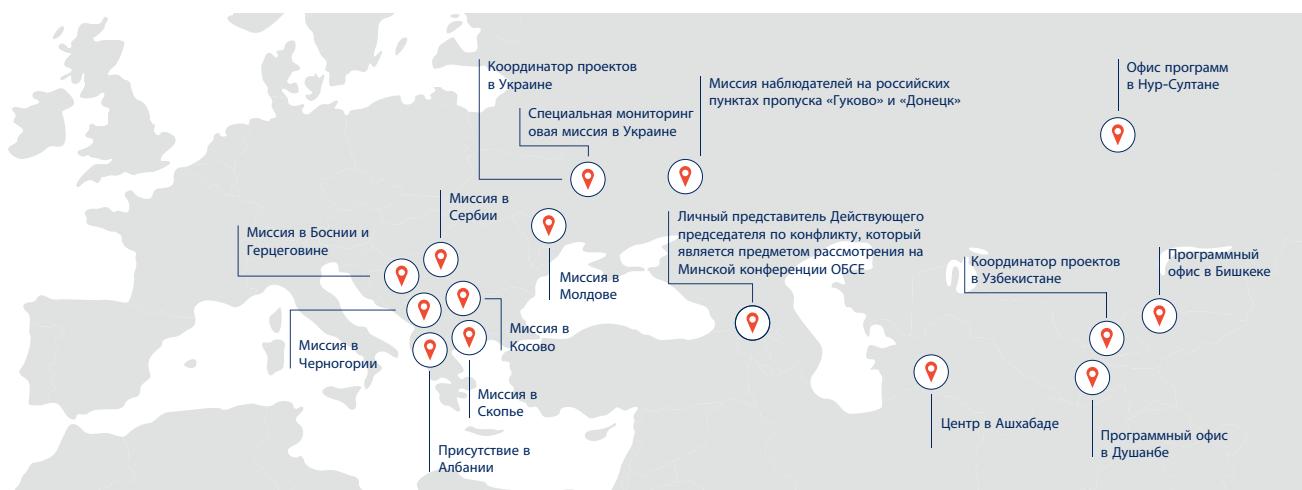 Координатор проектов
в Украине
Специальная мониторинг
овая миссия в Украине
Миссия наблюдателей на российских
пунктах пропуска «Гуково» и «Донецк»
Офис программ
в Нур-Султане
Миссия в
Сербии
Миссия в Боснии и
Герцеговине
Миссия в
Молдове
Личный представитель Действующего
председателя по конфликту, который
является предметом рассмотрения на
Минской конференции ОБСЕ
Координатор проектов
в Узбекистане
Программный
офис в Бишкеке
Миссия в
Черногории
Миссия в
Косово
Миссия в
Скопье
Присутствие в
Албании
Центр в Ашхабаде
Программный офис
в Душанбе